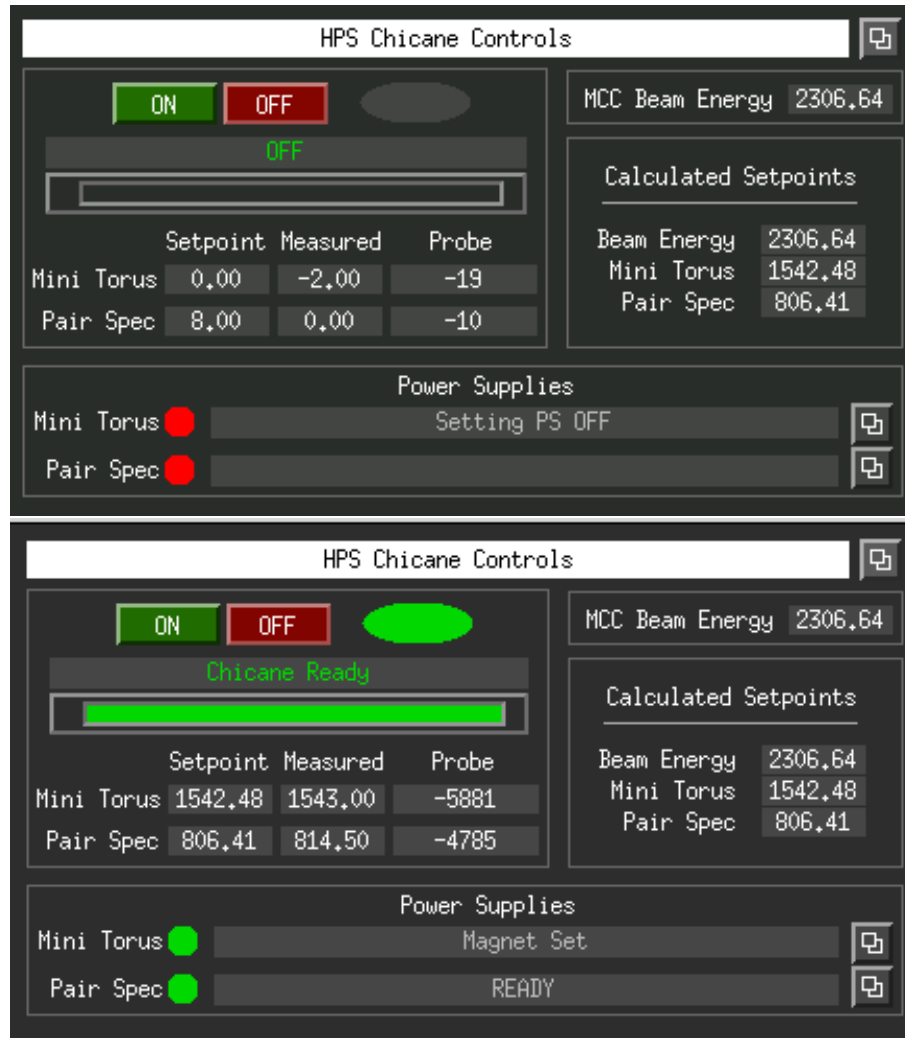 HPS Chicane Controls
ON OFF
MCC Beam Energy 2306.64
OFF
Calculated Setpoints
Setpoint Measured Probe
Mini Torus 0.00 -2.00 -19
Pair Spec 8.00 0.00 -10
Beam Energy 2306.64
Mini Torus 1542.48
Pair Spec 806.41
Power Supplies
Mini Torus Setting PS OFF
Pair Spec
HPS Chicane Controls
ON OFF
MCC Beam Energy 2306.64
Chicane Ready
Calculated Setpoints
Setpoint Measured Probe
Mini Torus 1542.48 1543.00 -5881
Pair Spec 806.41 814.50 -4785
Beam Energy 2306.64
Mini Torus 1542.48
Pair Spec 806.41
Power Supplies
Mini Torus Magnet Set
Pair Spec READY